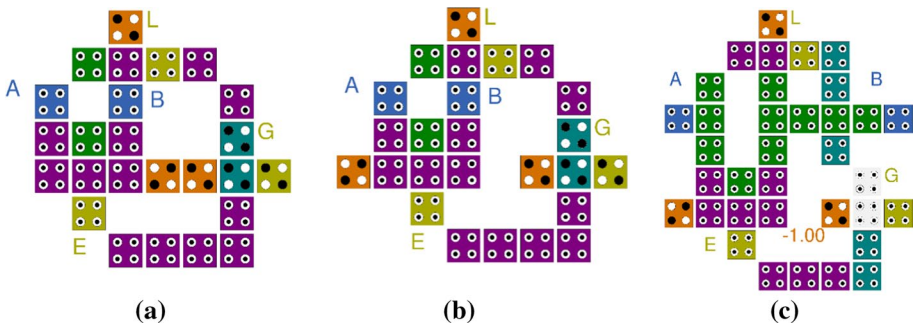 L L L
A A A B
B B
G G G
E E E
-1.00
(a) (b) (c)